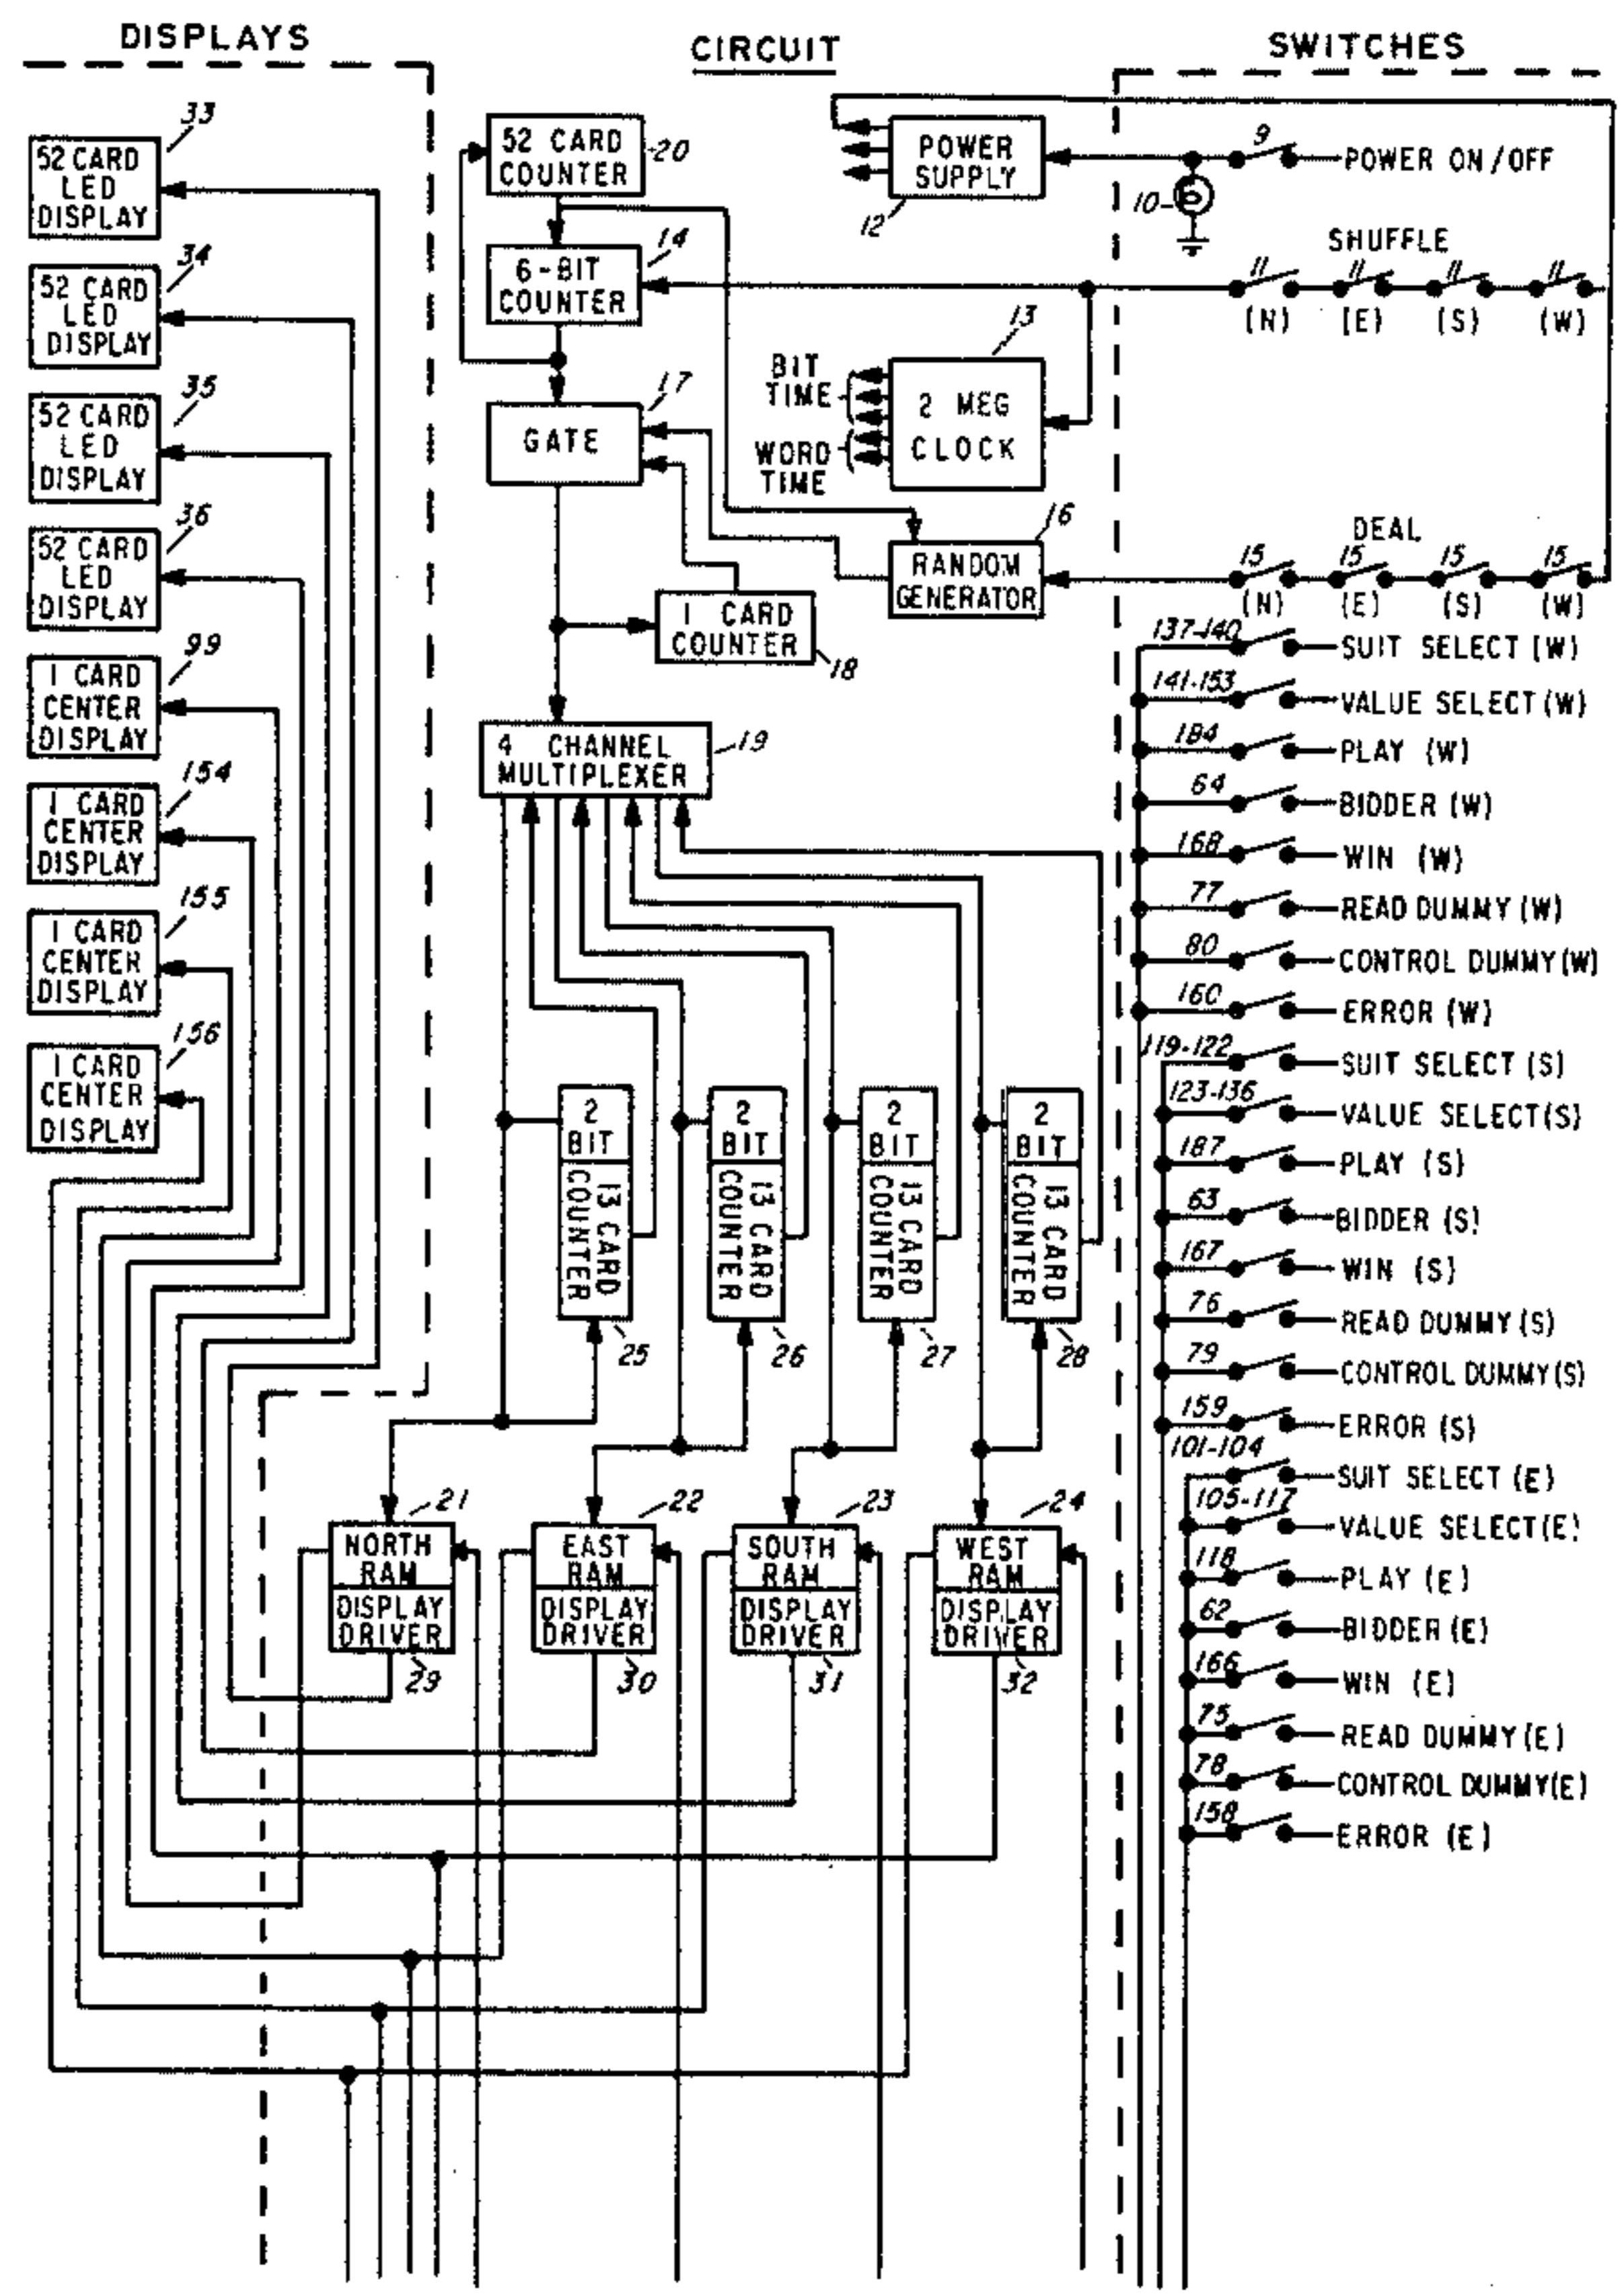 DISPLAYS
CIRCUIT
SWITCHES
33
52 CARD
LED
DISPLAY
34
52 CARD
LED
DISPLAY
35
52 CARD
LED
DISPLAY
36
52 CARD
LED
DISPLAY
99
1 CARD
CENTER
DISPLAY
154
1 CARD
CENTER
DISPLAY
155
1 CARD
CENTER
DISPLAY
156
1 CARD
CENTER
DISPLAY
52 CARD
COUNTER
20
6-BIT
COUNTER
14
GATE
17
1 CARD
COUNTER
18
4 CHANNEL
MULTIPLEXER
19
POWER
SUPPLY
12
13
BIT
TIME
WORD
TIME
2 MEG
CLOCK
16
RANDOM
GENERATOR
2
BIT
13 CARD
COUNTER
25
2
BIT
13 CARD
COUNTER
26
2
BIT
13 CARD
COUNTER
27
2
BIT
13 CARD
COUNTER
28
21
NORTH
RAM
DISPLAY
DRIVER
29
22
EAST
RAM
DISPLAY
DRIVER
30
23
SOUTH
RAM
DISPLAY
DRIVER
31
24
WEST
RAM
DISPLAY
DRIVER
32
9
POWER ON/OFF
10
SHUFFLE
11 11 11 11
(N) (E) (S) (W)
DEAL
15 15 15 15
(N) (E) (S) (W)
137-140 SUIT SELECT (W)
141-153 VALUE SELECT (W)
184 PLAY (W)
64 BIDDER (W)
168 WIN (W)
77 READ DUMMY (W)
80 CONTROL DUMMY (W)
160 ERROR (W)
119-122 SUIT SELECT (S)
123-136 VALUE SELECT (S)
187 PLAY (S)
63 BIDDER (S)
167 WIN (S)
76 READ DUMMY (S)
79 CONTROL DUMMY (S)
159 ERROR (S)
101-104 SUIT SELECT (E)
105-117 VALUE SELECT (E)
118 PLAY (E)
62 BIDDER (E)
166 WIN (E)
75 READ DUMMY (E)
78 CONTROL DUMMY (E)
158 ERROR (E)